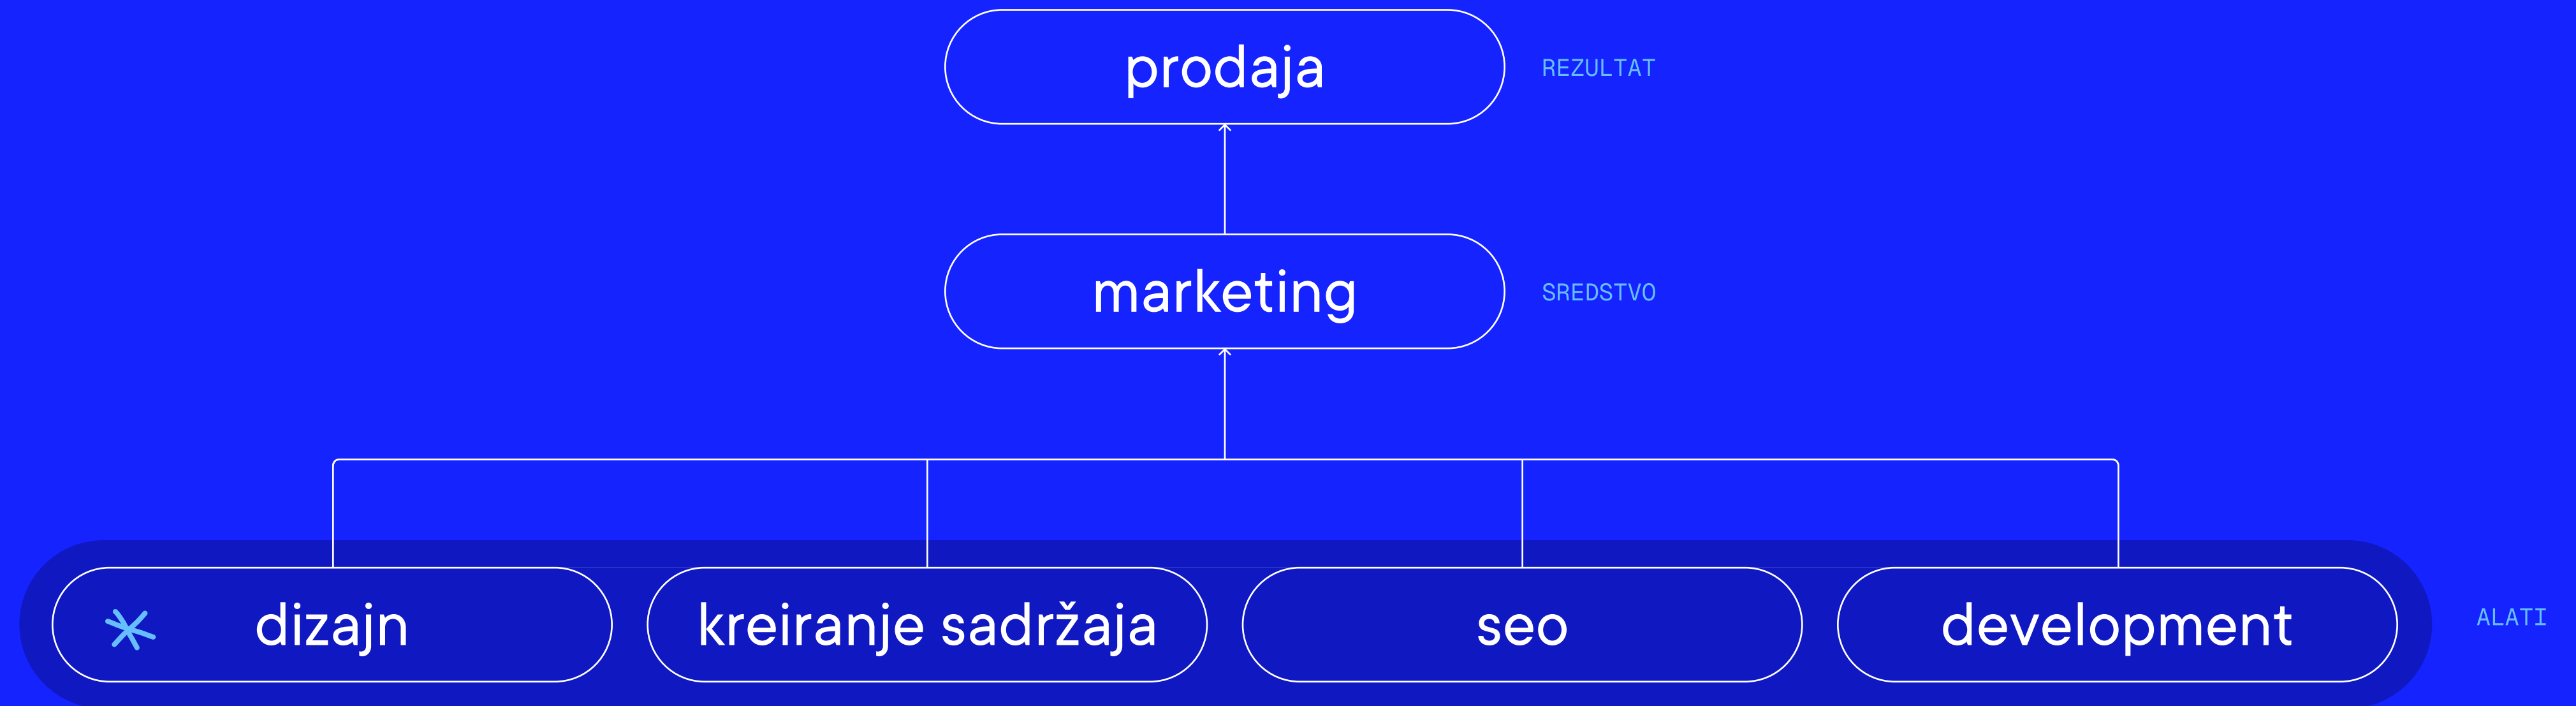 prodaja
REZULTAT
marketing
SREDSTVO
dizajn
kreiranje sadržaja
seo
development
ALATI